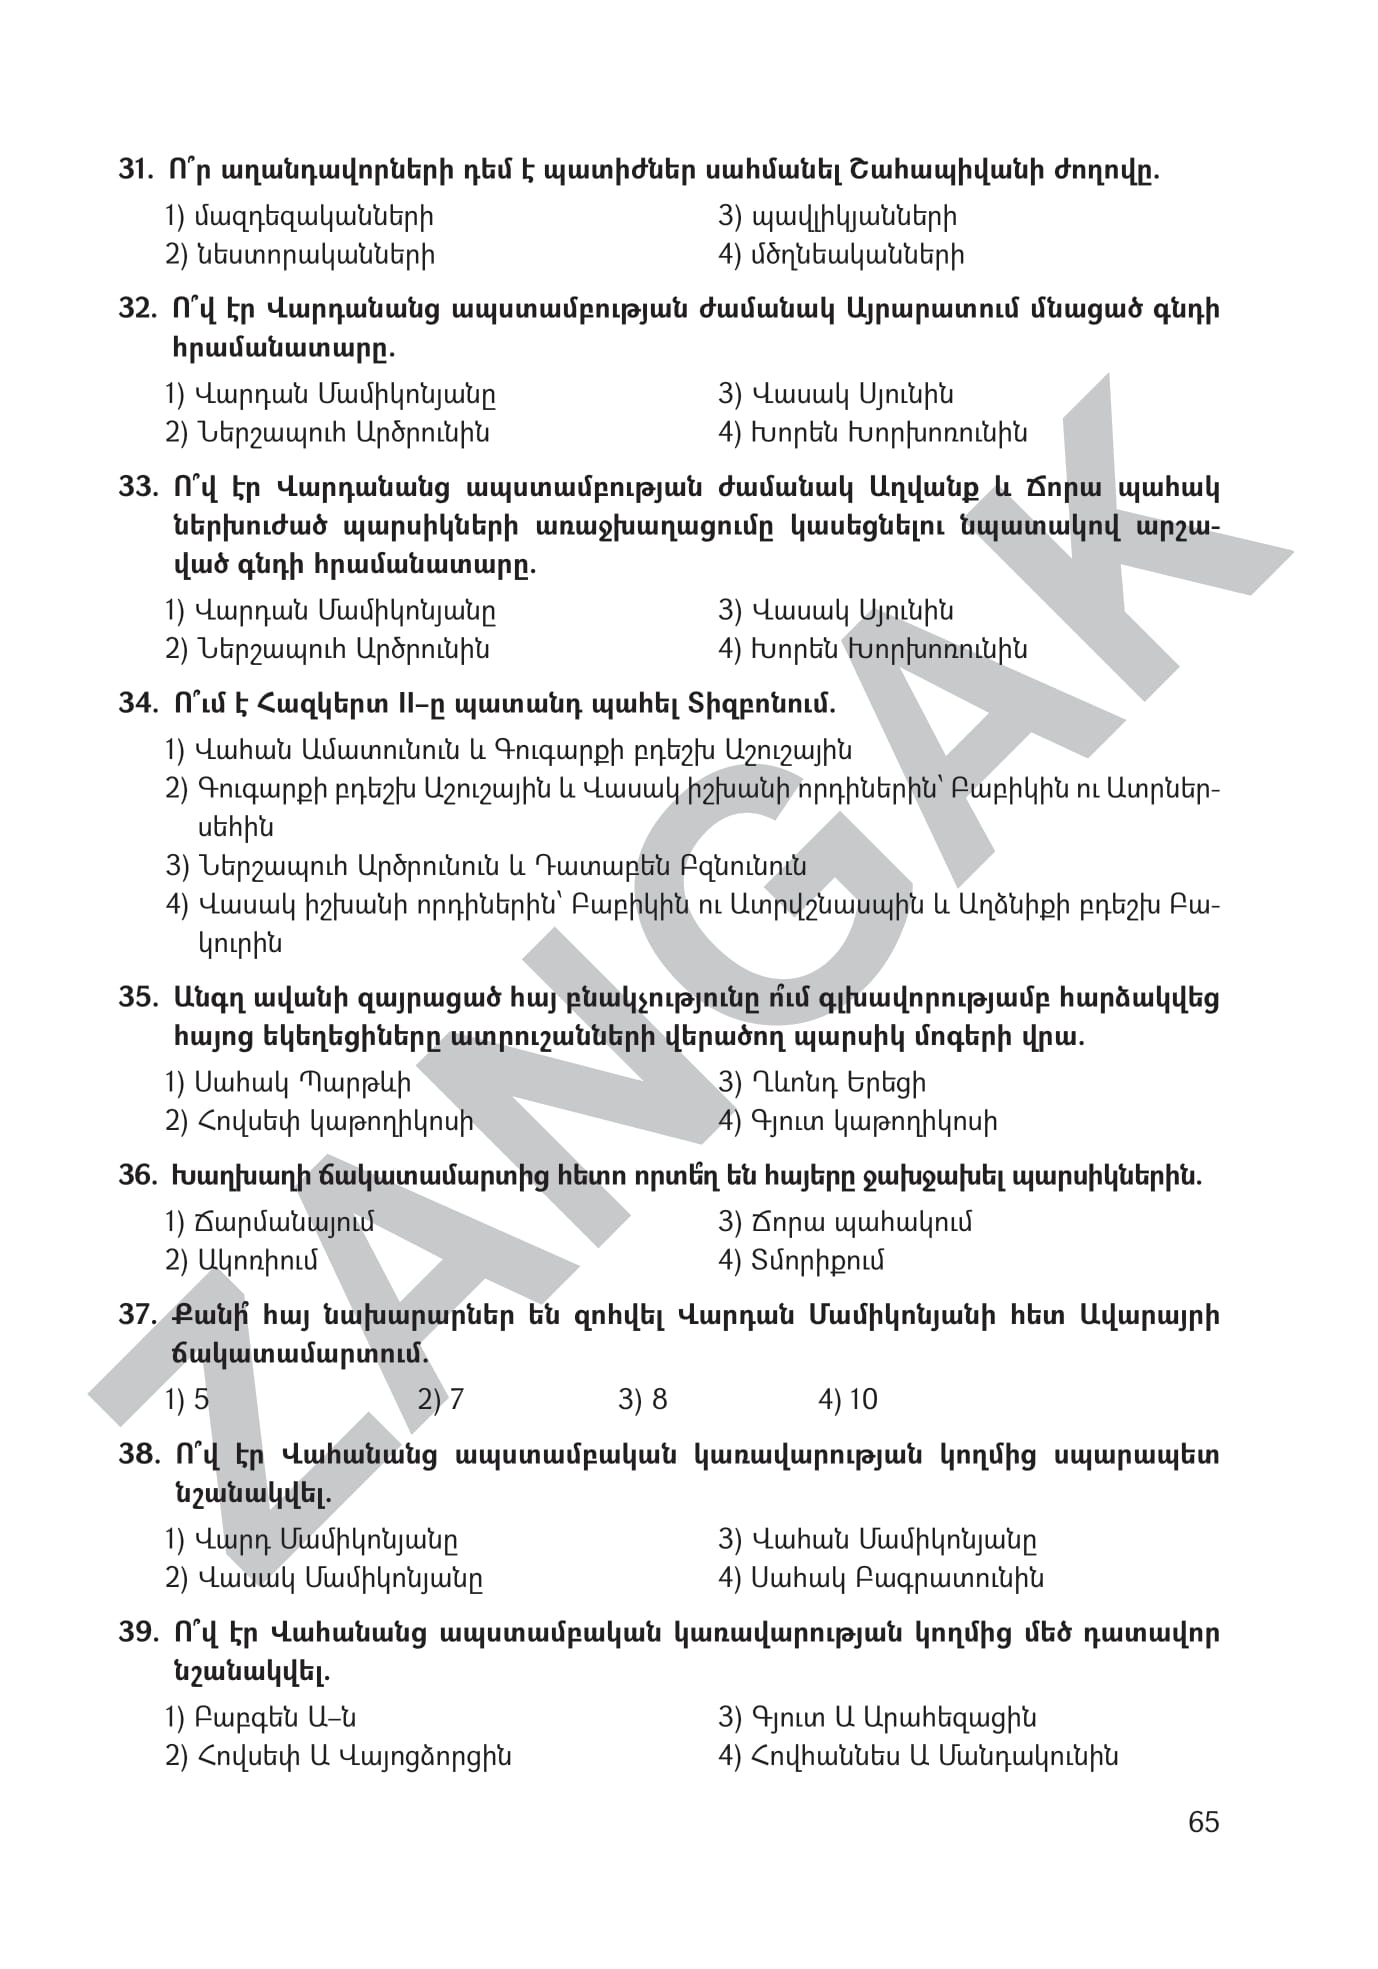 31. Ո՞ր աղանդավորների դեմ է պատիժներ սահմանել Շահապիվանի ժողովը.
1) մազդեզականների
3) պավլիկյանների
2) նեստորականների
4) մծղնեականների
32. Ո՞վ էր Վարդանանց ապստամբության ժամանակ Այրարատում մնացած գնդի
հրամանատարը.
1) Վարդան Մամիկոնյանը
3) Վասակ Սյունին
2) Ներշապուհ Արծրունին
4) Խորեն Խորխոռունին
33. Ո՞վ էր Վարդանանց ապստամբության ժամանակ Աղվանք և Ճորա պահակ
ներխուժած պարսիկների առաջխաղացումը կասեցնելու նպատակով արշա-
ված գնդի հրամանատարը.
1) Վարդան Մամիկոնյանը
3) Վասակ Սյունին
2) Ներշապուհ Արծրունին
4) Խորեն Խորխոռունին
34. Ո՞ւմ է Հազկերտ II–ը պատանդ պահել Տիզբոնում.
1) Վահան Ամատունուն և Գուգարքի բդեշխ Աշուշային
2) Գուգարքի բդեշխ Աշուշային և Վասակ իշխանի որդիներին՝ Բաբիկին ու Ատրներ-
սեհին
3) Ներշապուհ Արծրունուն և Դատաբեն Բզնունուն
4) Վասակ իշխանի որդիներին՝ Բաբիկին ու Ատրվշնասպին և Աղձնիքի բդեշխ Բա-
կուրին
35. Անգղ ավանի զայրացած հայ բնակչությունը ո՞ւմ գլխավորությամբ հարձակվեց
հայոց եկեղեցիները ատրուշանների վերածող պարսիկ մոգերի վրա.
1) Սահակ Պարթևի
3) Ղևոնդ Երեցի
2) Հովսեփ կաթողիկոսի
4) Գյուտ կաթողիկոսի
36. Խաղխաղի ճակատամարտից հետո որտե՞ղ են հայերը ջախջախել պարսիկներին.
1) Ճարմանայում
3) Ճորա պահակում
2) Ակոռիում
4) Տմորիքում
37. Քանի՞ հայ նախարարներ են զոհվել Վարդան Մամիկոնյանի հետ Ավարայրի
ճակատամարտում.
1) 5 2) 7 3) 8 4) 10
38. Ո՞վ էր Վահանանց ապստամբական կառավարության կողմից սպարապետ
նշանակվել.
1) Վարդ Մամիկոնյանը
3) Վահան Մամիկոնյանը
2) Վասակ Մամիկոնյանը
4) Սահակ Բագրատունին
39. Ո՞վ էր Վահանանց ապստամբական կառավարության կողմից մեծ դատավոր
նշանակվել.
1) Բաբգեն Ա–ն
3) Գյուտ Ա Արահեզացին
2) Հովսեփ Ա Վայոցձորցին
4) Հովհաննես Ա Մանդակունին
65
ZANGAK